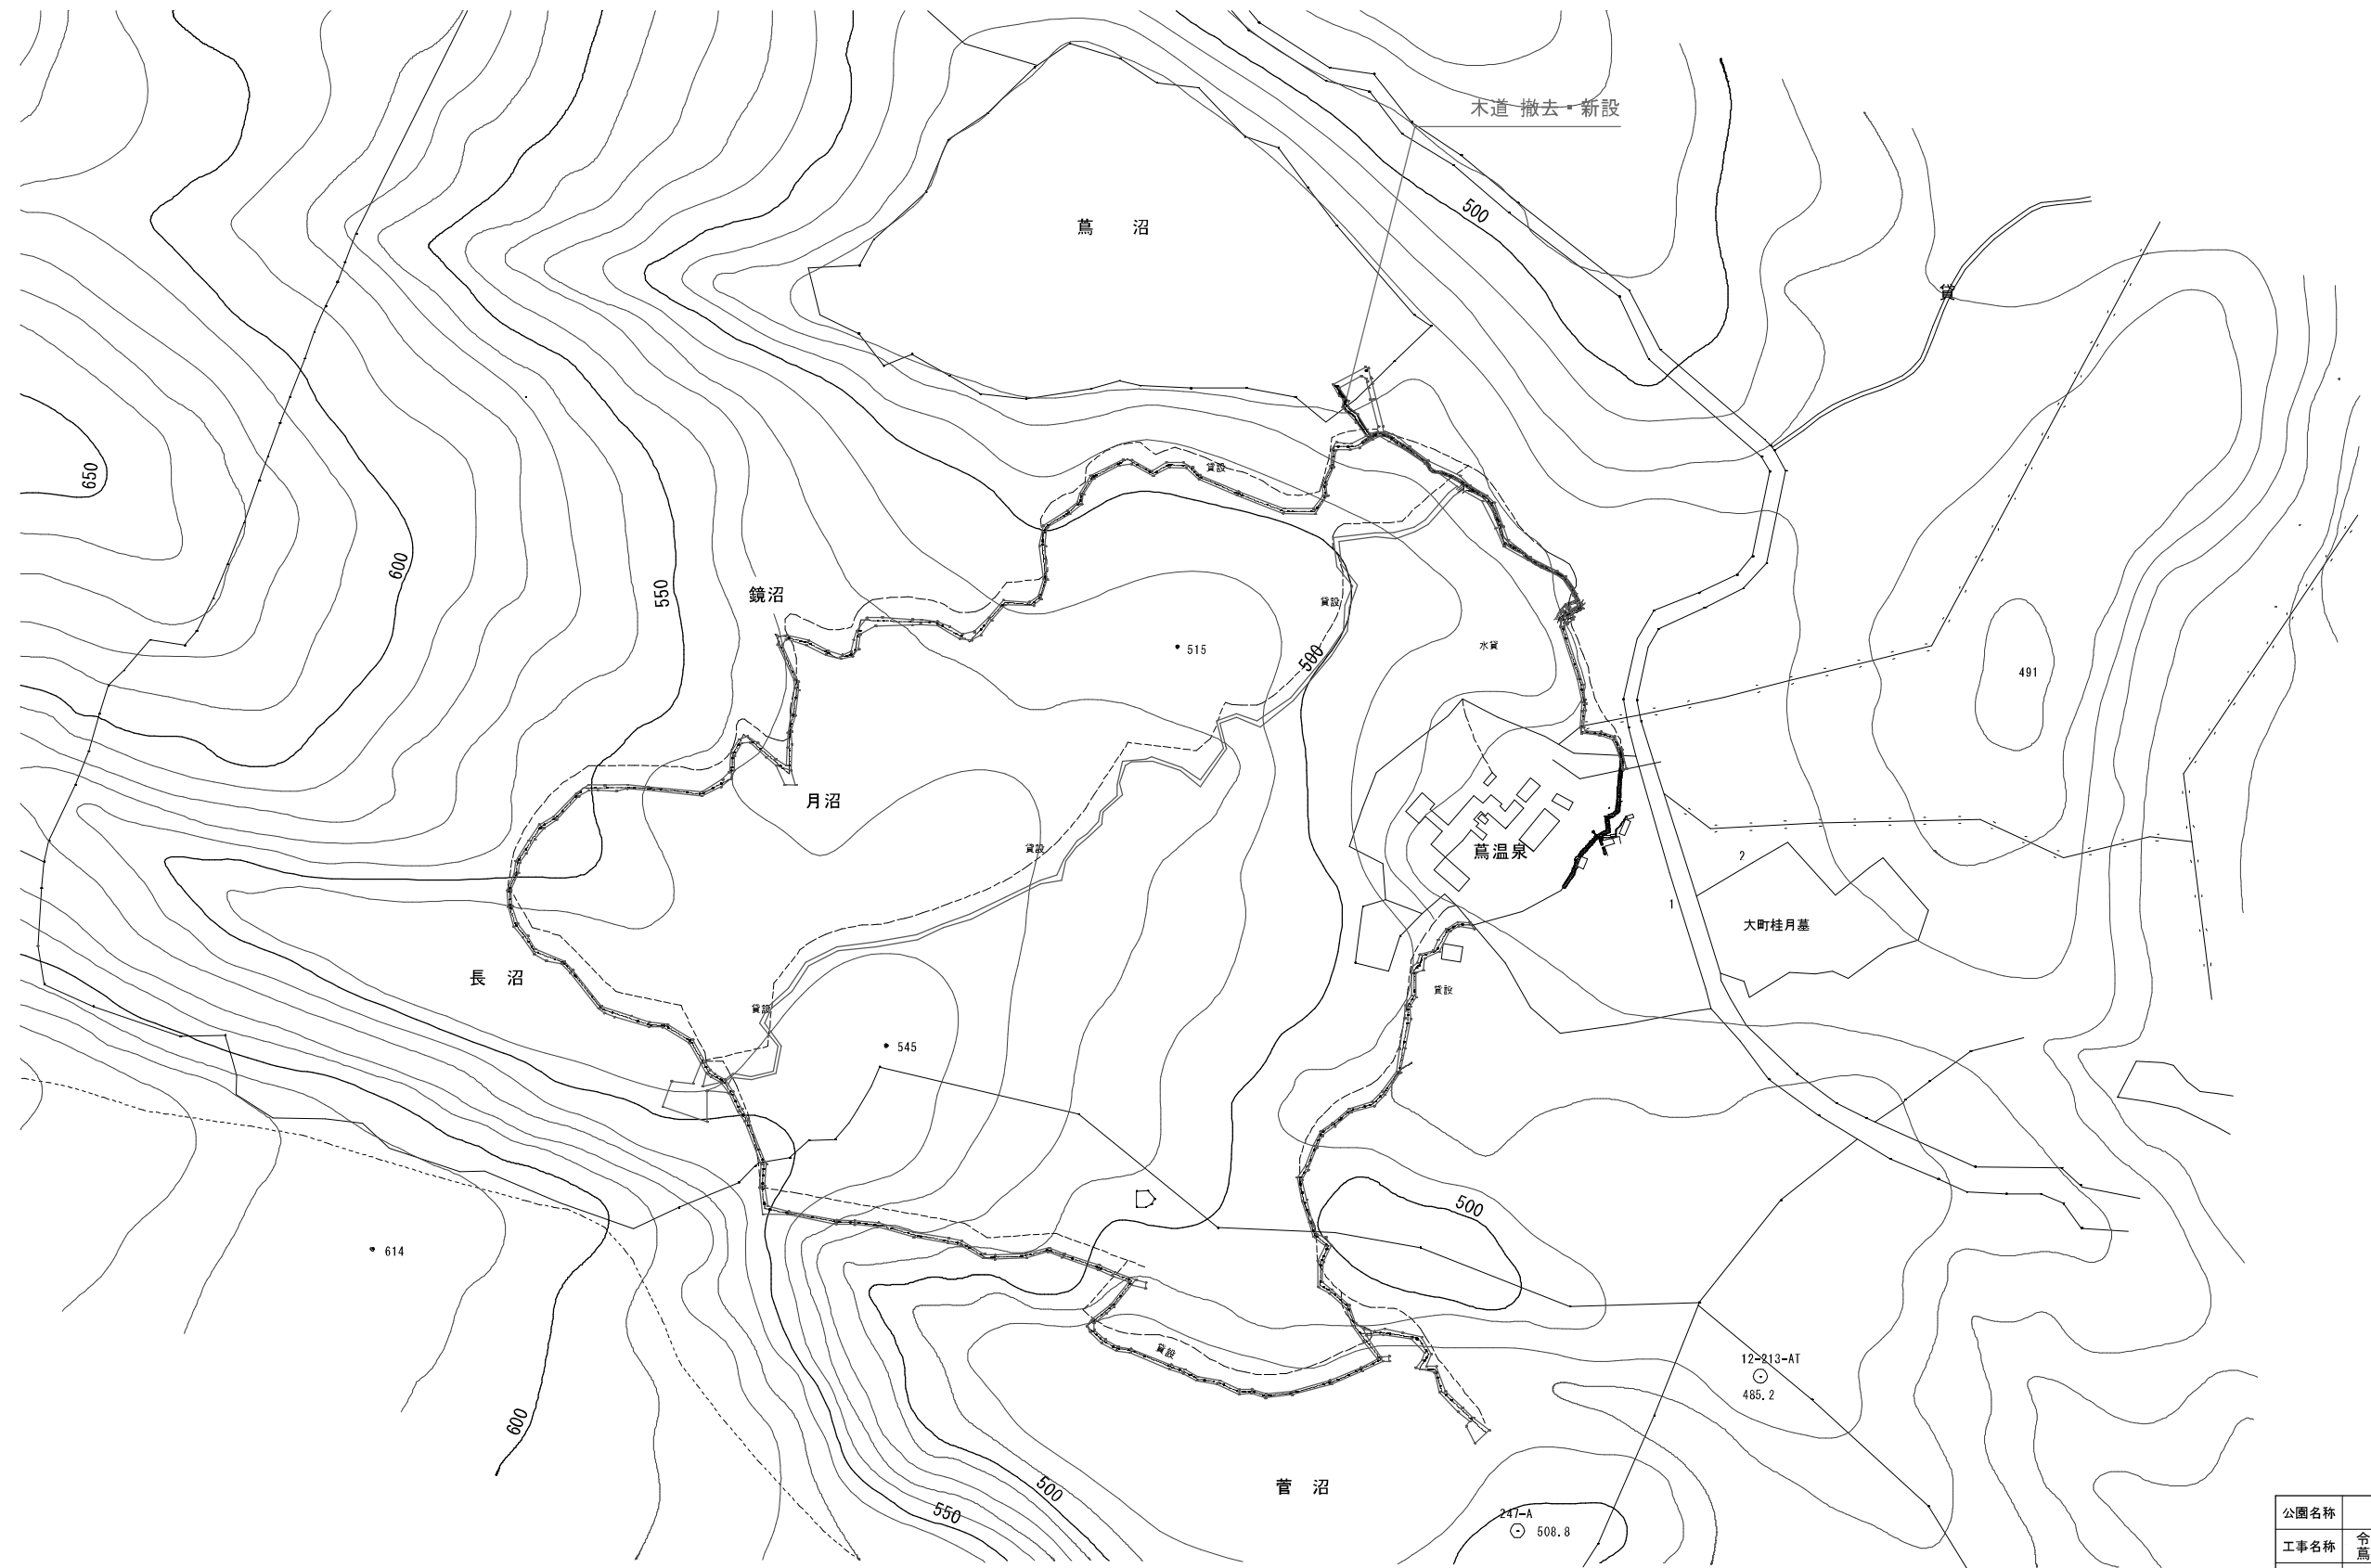 木道 撤去・新設
蔦 沼
500
貸
650
600
550
鏡沼
貸設
貸設
水貸
515
500
491
月沼
貸設
蔦温泉
2
1
大町桂月墓
長 沼
貸設
貸設
545
500
614
貸設
12-213-AT
485.2
600
550
500
菅 沼
247-A
508.8
公園名称
工事名称
令
蔦